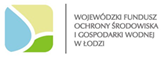 WOJEWÓDZKI FUNDUSZ
OCHRONY ŚRODOWISKA
I GOSPODARKI WODNEJ
W ŁODZI